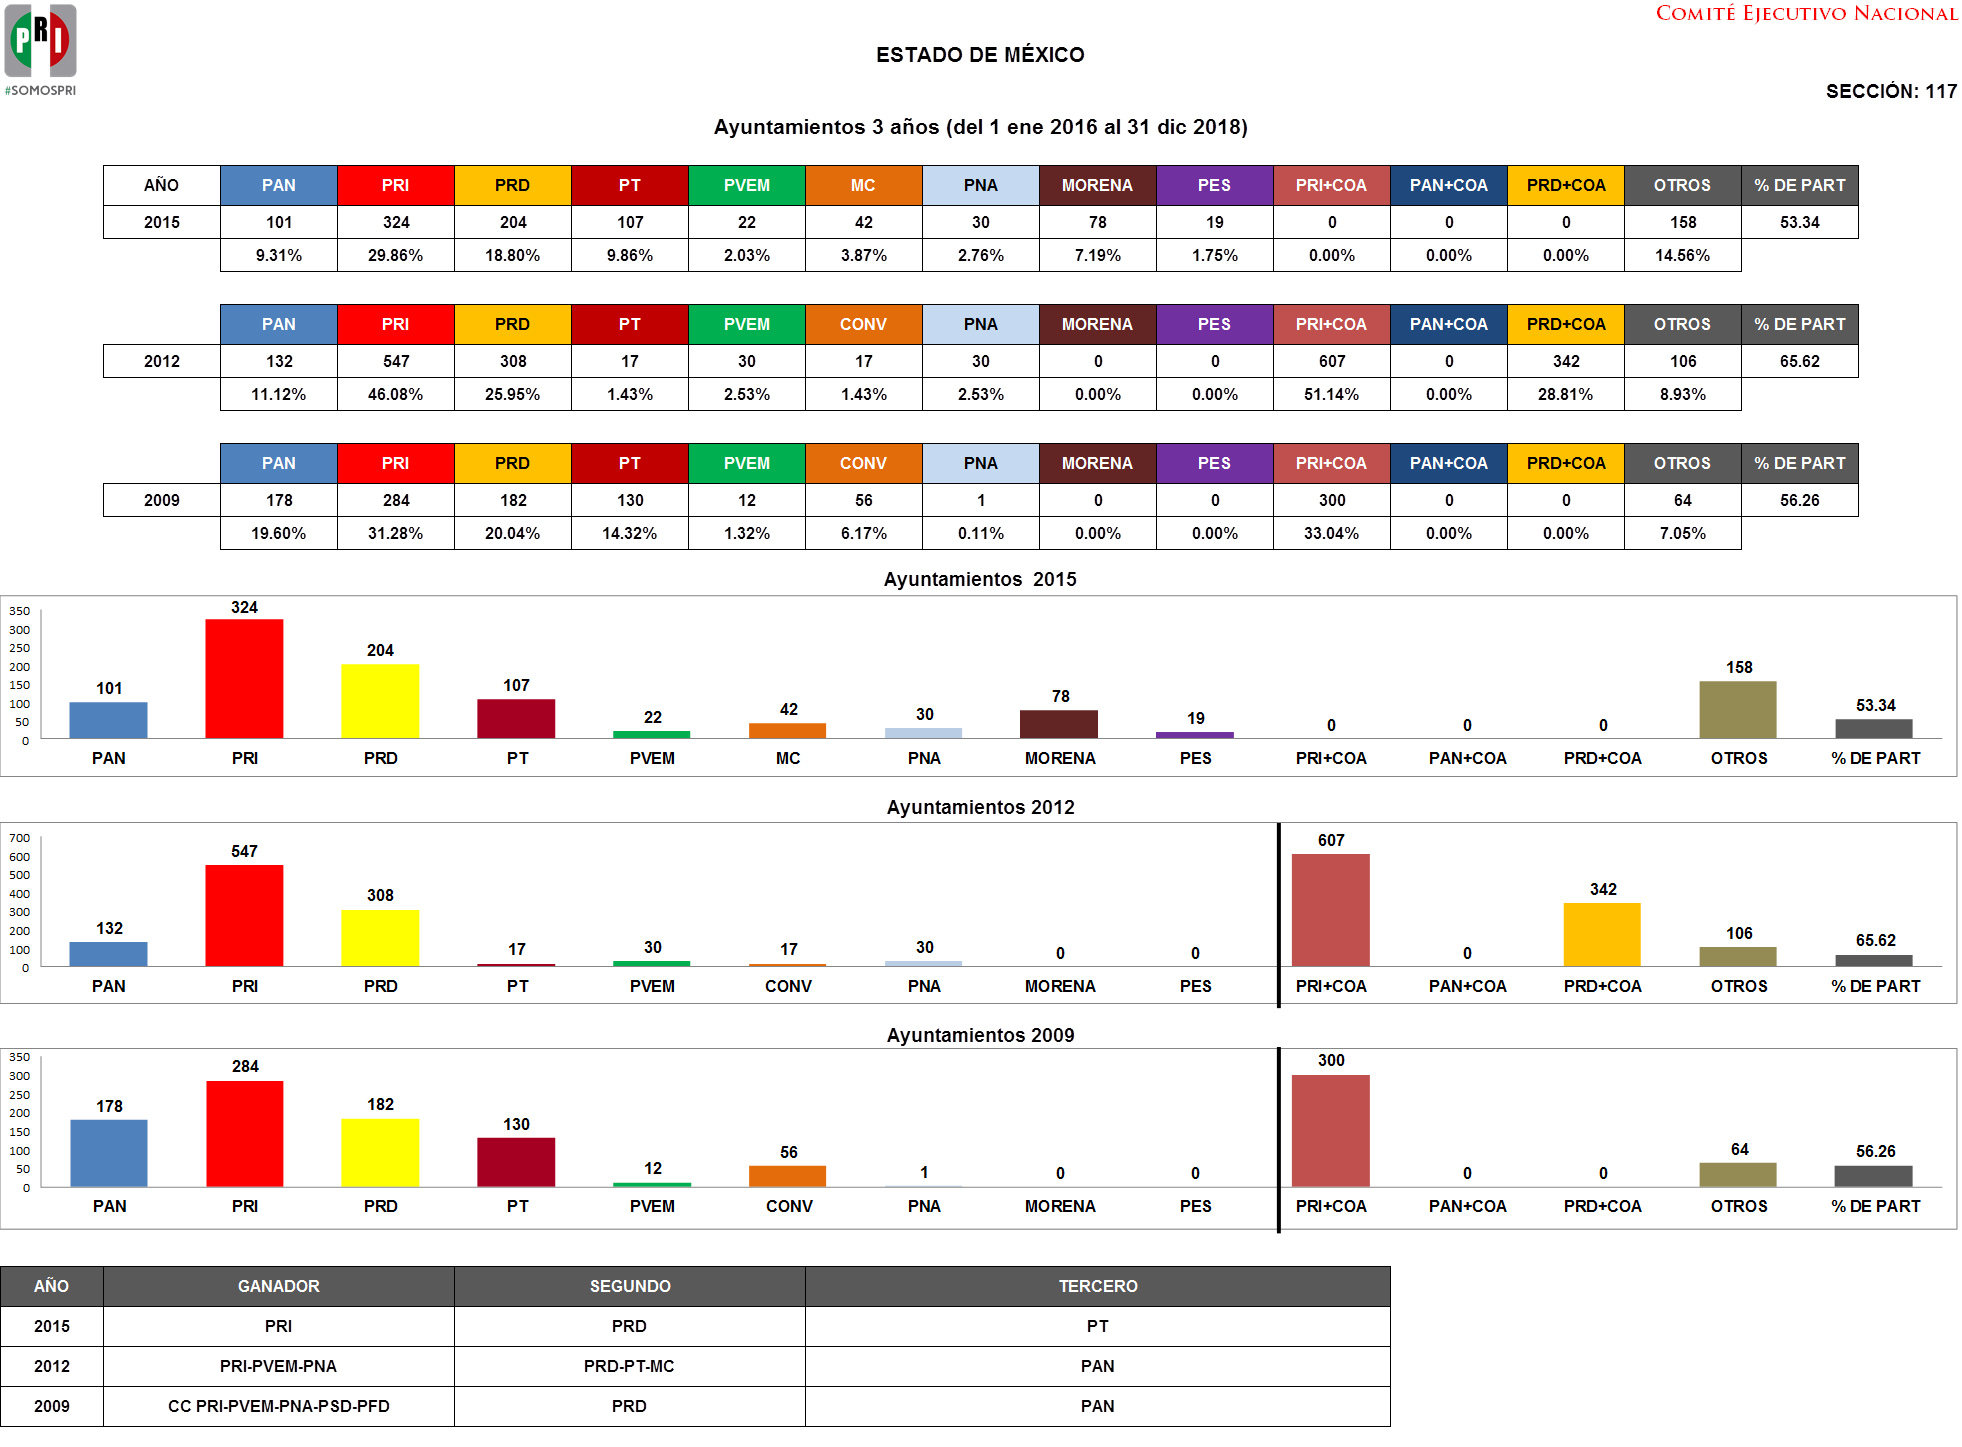 PRI
#SOMOSPRI
COMITÉ EJECUTIVO NACIONAL
ESTADO DE MÉXICO
SECCIÓN: 117
Ayuntamientos 3 años (del 1 ene 2016 al 31 dic 2018)
AÑO PAN PRI PRD PT PVEM MC PNA MORENA PES PRI+COA PAN+COA PRD+COA OTROS % DE PART
2015 101 324 204 107 22 42 30 78 19 0 0 0 158 53.34
9.31% 29.86% 18.80% 9.86% 2.03% 3.87% 2.76% 7.19% 1.75% 0.00% 0.00% 0.00% 14.56%
PAN PRI PRD PT PVEM CONV PNA MORENA PES PRI+COA PAN+COA PRD+COA OTROS % DE PART
2012 132 547 308 17 30 17 30 0 0 607 0 342 106 65.62
11.12% 46.08% 25.95% 1.43% 2.53% 1.43% 2.53% 0.00% 0.00% 51.14% 0.00% 28.81% 8.93%
PAN PRI PRD PT PVEM CONV PNA MORENA PES PRI+COA PAN+COA PRD+COA OTROS % DE PART
2009 178 284 182 130 12 56 1 0 0 300 0 0 64 56.26
19.60% 31.28% 20.04% 14.32% 1.32% 6.17% 0.11% 0.00% 0.00% 33.04% 0.00% 0.00% 7.05%
Ayuntamientos 2015
350
300
250
200
150
100
50
0
101 324 204 107 22 42 30 78 19 0 0 0 158 53.34
PAN PRI PRD PT PVEM MC PNA MORENA PES PRI+COA PAN+COA PRD+COA OTROS % DE PART
Ayuntamientos 2012
700
600
500
400
300
200
100
0
132 547 308 17 30 17 30 0 0 607 0 342 106 65.62
PAN PRI PRD PT PVEM CONV PNA MORENA PES PRI+COA PAN+COA PRD+COA OTROS % DE PART
Ayuntamientos 2009
350
300
250
200
150
100
50
0
178 284 182 130 12 56 1 0 0 300 0 0 64 56.26
PAN PRI PRD PT PVEM CONV PNA MORENA PES PRI+COA PAN+COA PRD+COA OTROS % DE PART
AÑO GANADOR SEGUNDO TERCERO
2015 PRI PRD PT
2012 PRI-PVEM-PNA PRD-PT-MC PAN
2009 CC PRI-PVEM-PNA-PSD-PFD PRD PAN